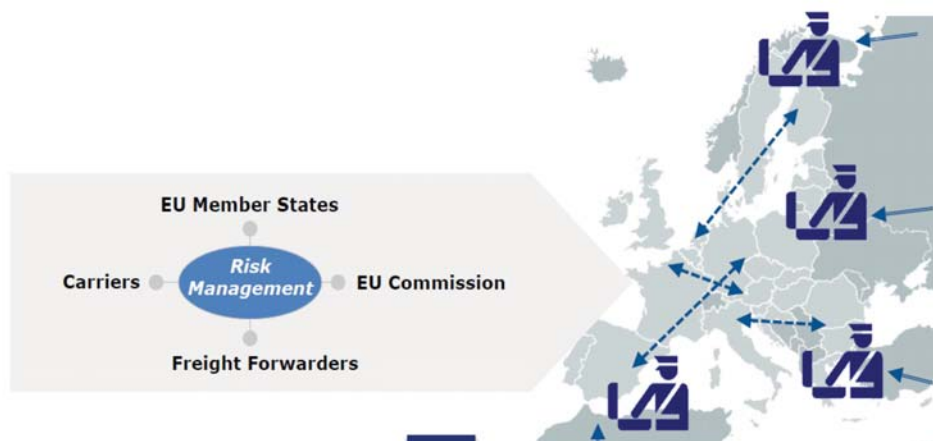 EU Member States
Carriers
Risk
Management
EU Commission
Freight Forwarders